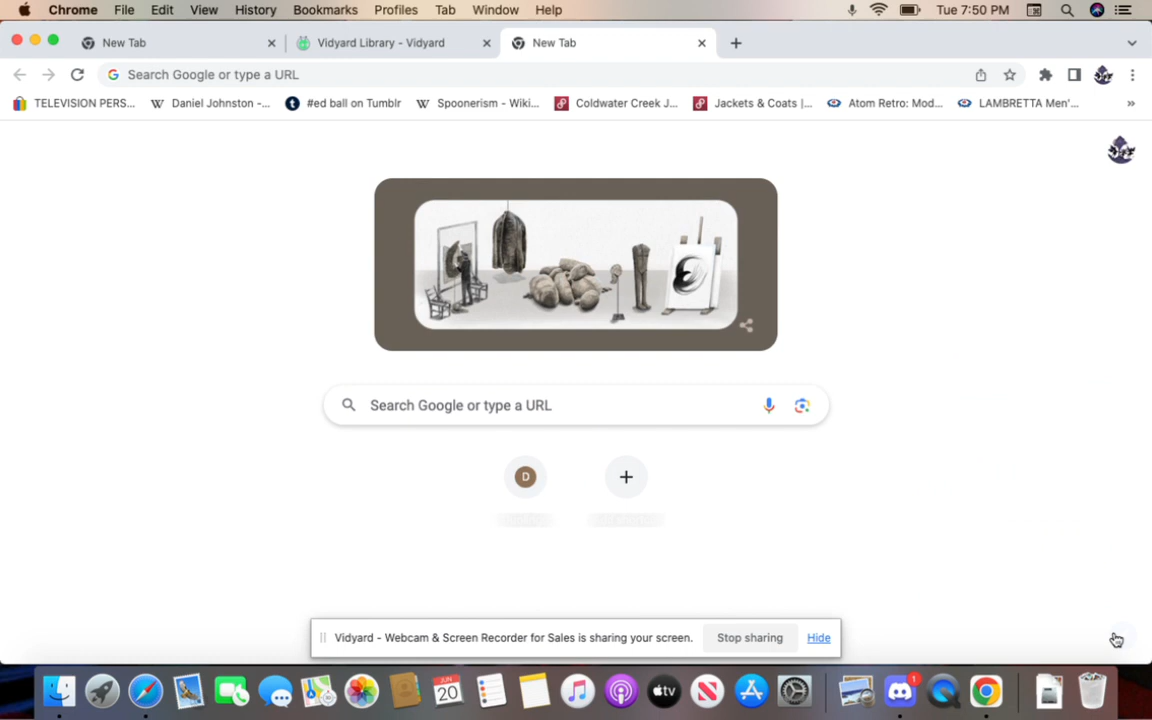 Chrome File Edit View History Bookmarks Profiles Tab Window Help Tue 7:50 PM
New Tab Vidyard Library - Vidyard New Tab
Search Google or type a URL
TELEVISION PERS... Daniel Johnston -... #ed ball on Tumblr Spoonerism - Wiki... Coldwater Creek J... Jackets & Coats |... Atom Retro: Mod... LAMBRETTA Men'... »
Search Google or type a URL
D
Vidyard - Webcam & Screen Recorder for Sales is sharing your screen. Stop sharing Hide
JUN
20
tv
1